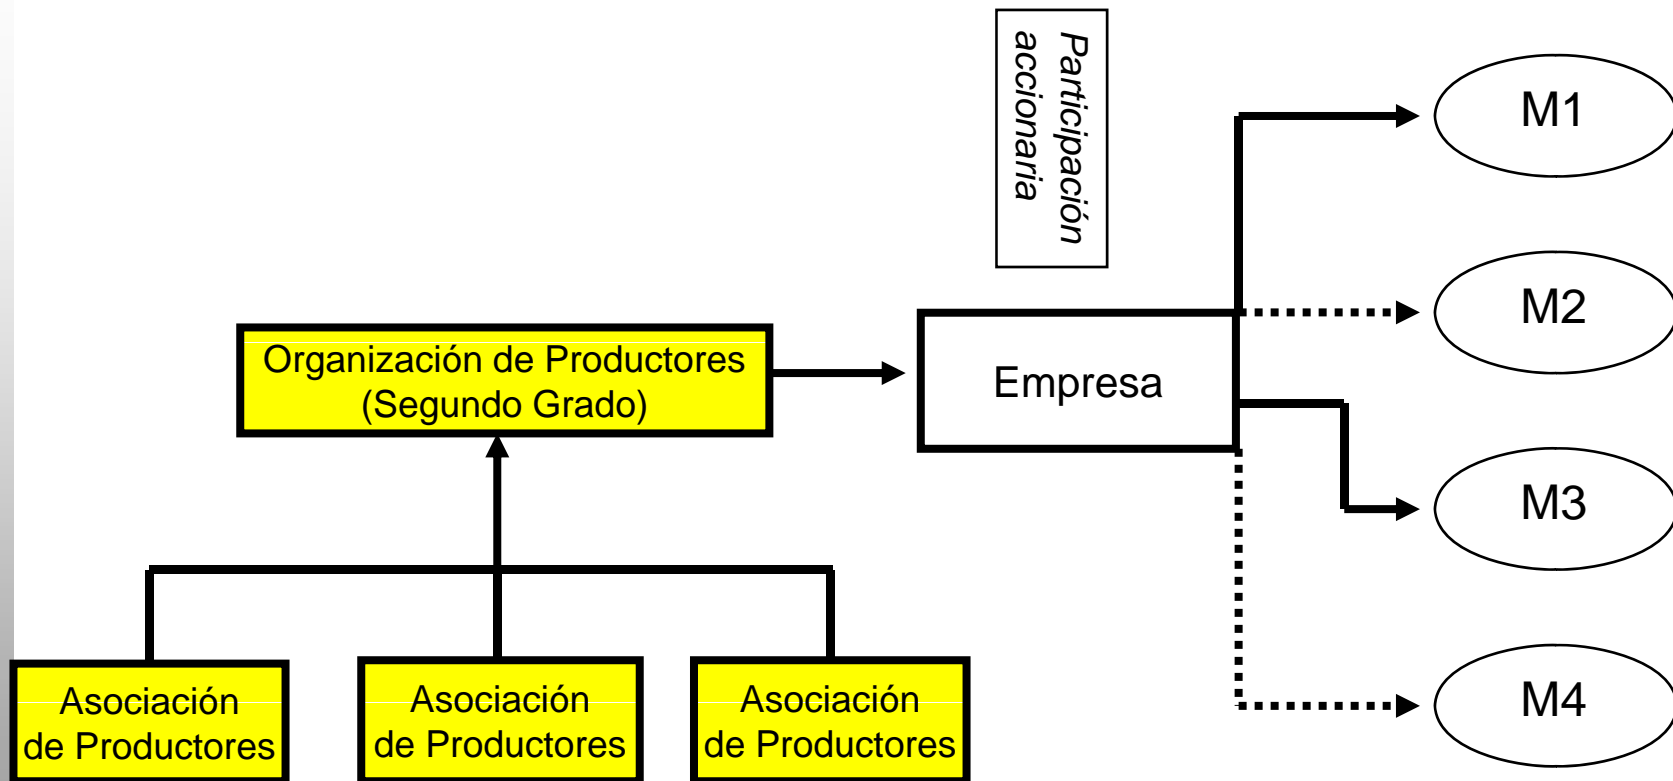 Participación
accionaria
M1
M2
Organización de Productores
(Segundo Grado)
Empresa
M3
M4
Asociación
de Productores
Asociación
de Productores
Asociación
de Productores